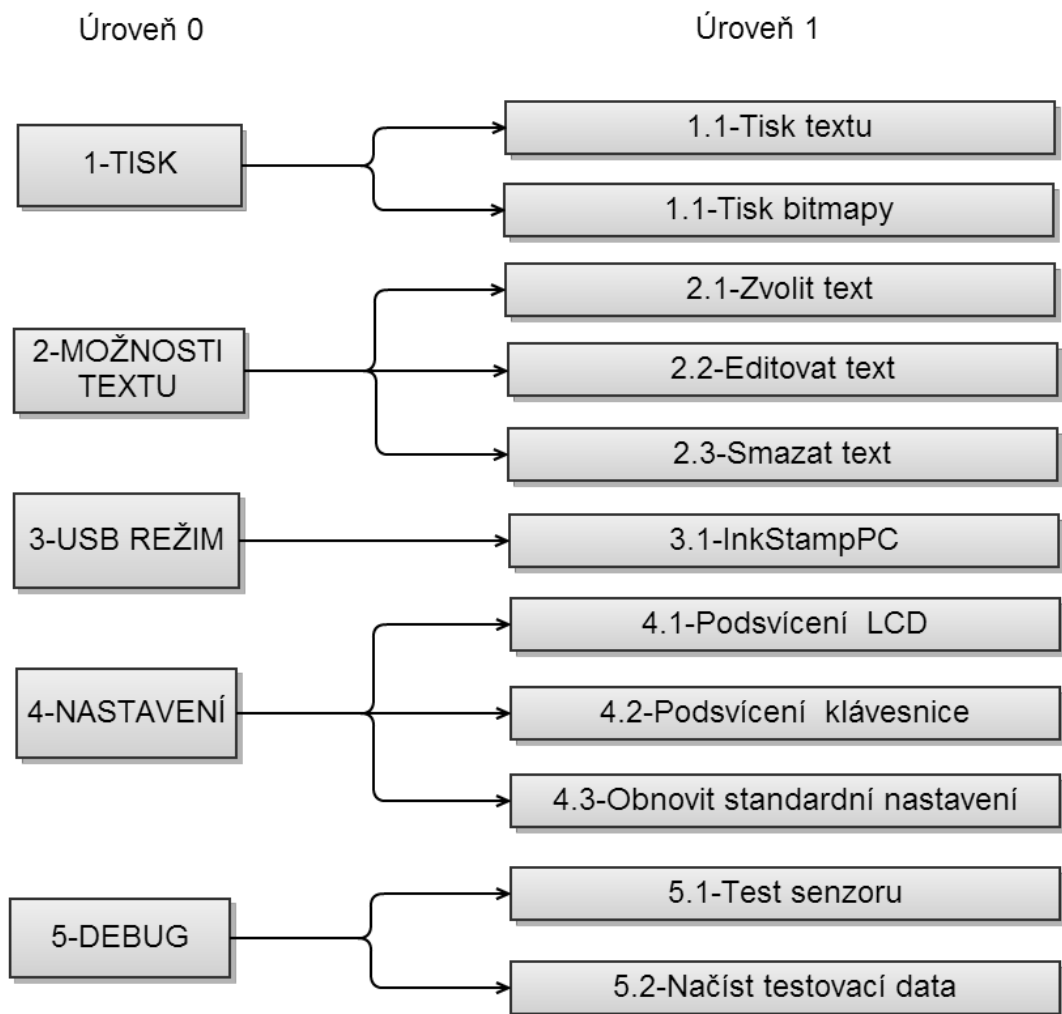 Úroveň 0
Úroveň 1
1-TISK
1.1-Tisk textu
1.1-Tisk bitmapy
2-MOŽNOSTI
TEXTU
2.1-Zvolit text
2.2-Editovat text
2.3-Smazat text
3-USB REŽIM
3.1-InkStampPC
4-NASTAVENÍ
4.1-Podsvícení  LCD
4.2-Podsvícení  klávesnice
4.3-Obnovit standardní nastavení
5-DEBUG
5.1-Test senzoru
5.2-Načíst testovací data